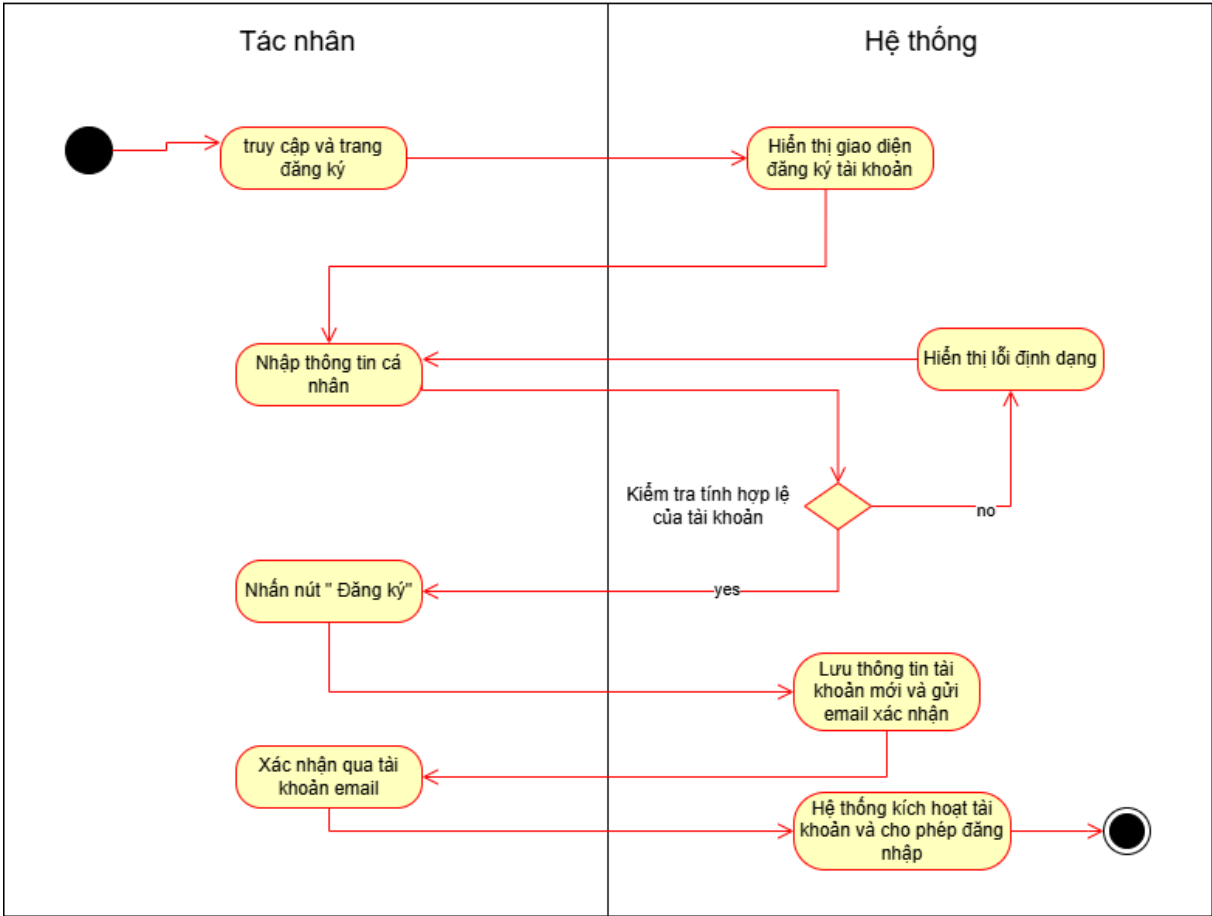 Tác nhân
Hệ thống
truy cập và trang
đăng ký
Hiển thị giao diện
đăng ký tài khoản
Nhập thông tin cá
nhân
Hiển thị lỗi định dạng
Kiểm tra tính hợp lệ
của tài khoản
no
Nhấn nút " Đăng ký"
yes
Lưu thông tin tài
khoản mới và gửi
email xác nhận
Xác nhận qua tài
khoản email
Hệ thống kích hoạt tài
khoản và cho phép đăng
nhập